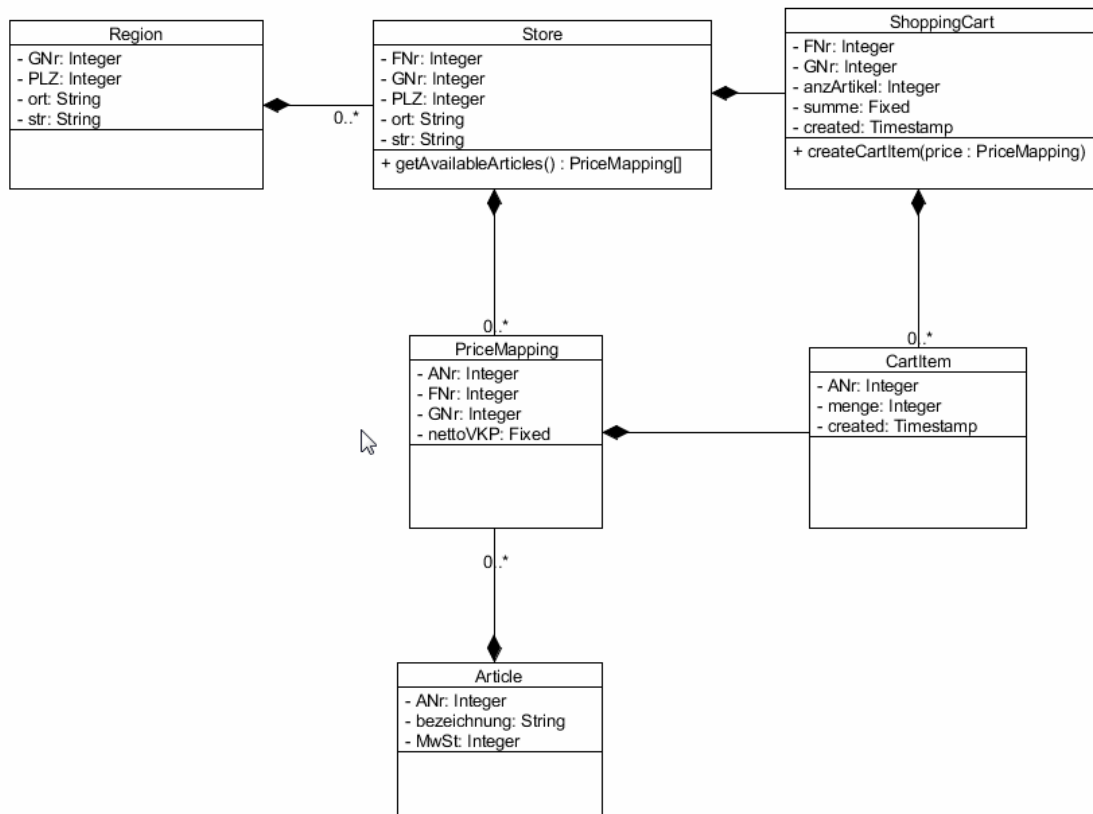 Region
- GNr: Integer
- PLZ: Integer
- ort: String
- str: String
0..*
Store
- FNr: Integer
- GNr: Integer
- PLZ: Integer
- ort: String
- str: String
+ getAvailableArticles() : PriceMapping[]
ShoppingCart
- FNr: Integer
- GNr: Integer
- anzArtikel: Integer
- summe: Fixed
- created: Timestamp
+ createCartItem(price : PriceMapping)
0..*
PriceMapping
- ANr: Integer
- FNr: Integer
- GNr: Integer
- nettoVKP: Fixed
0..*
CartItem
- ANr: Integer
- menge: Integer
- created: Timestamp
0..*
Article
- ANr: Integer
- bezeichnung: String
- MwSt: Integer